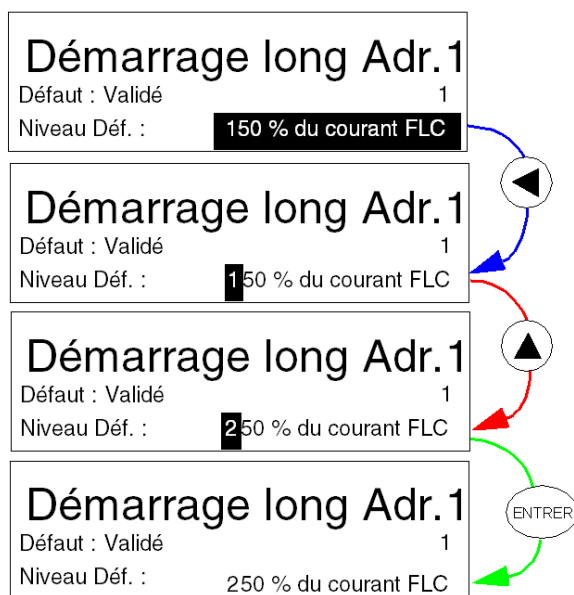 Démarrage long Adr.1
Défaut : Validé 1
Niveau Déf. : 150 % du courant FLC
Démarrage long Adr.1
Défaut : Validé 1
Niveau Déf. : 150 % du courant FLC
Démarrage long Adr.1
Défaut : Validé 1
Niveau Déf. : 250 % du courant FLC
ENTRER
Démarrage long Adr.1
Défaut : Validé 1
Niveau Déf. : 250 % du courant FLC